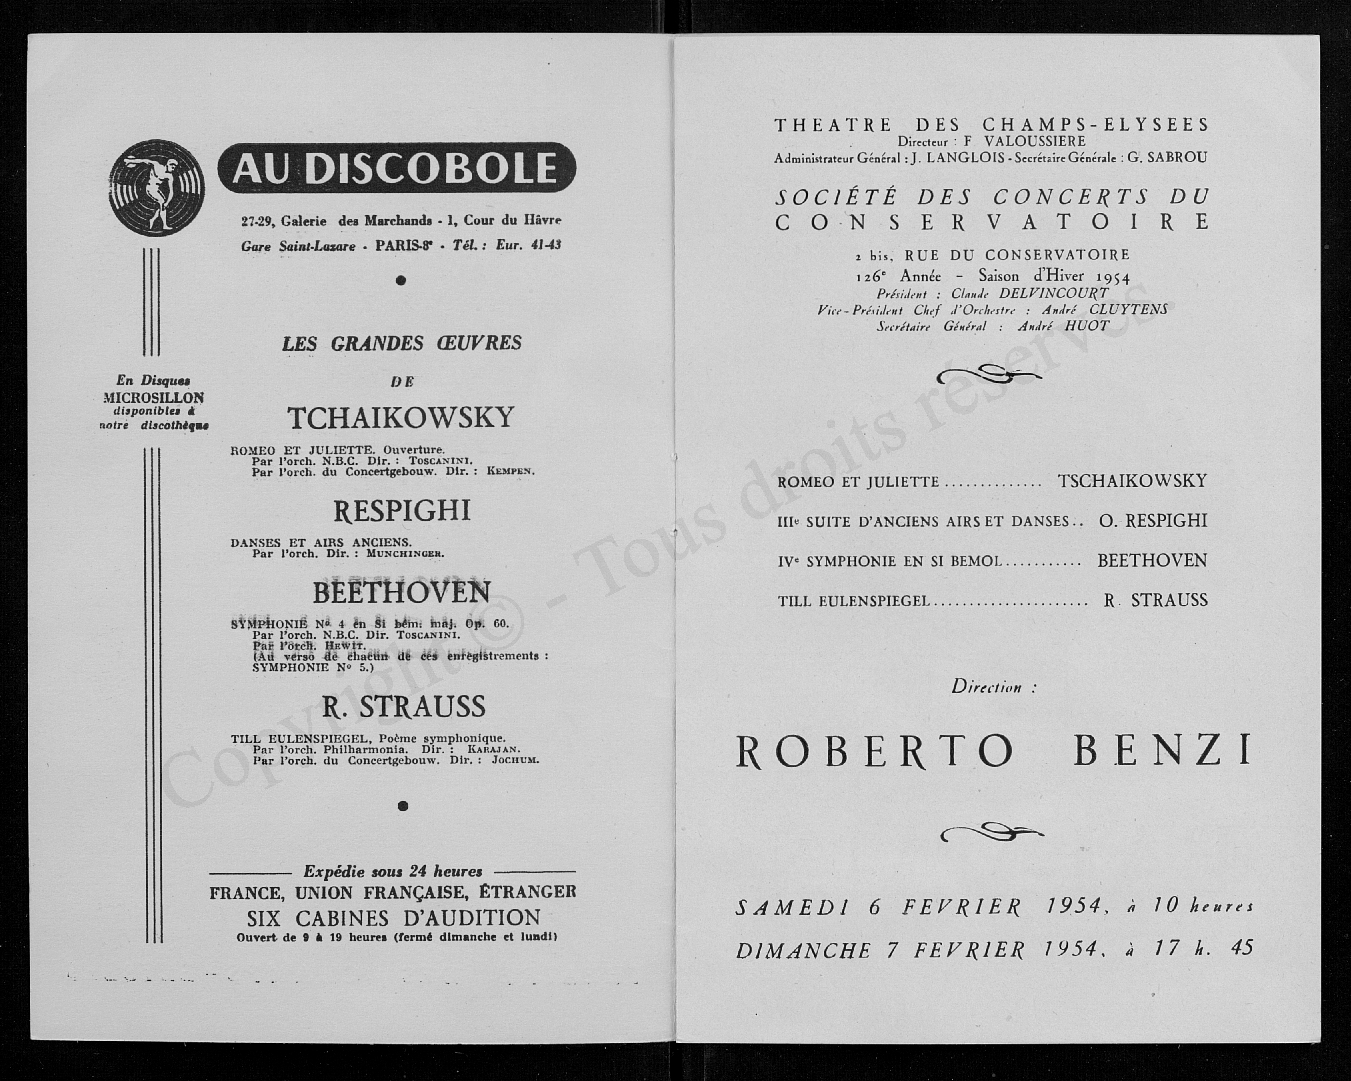 AU DISCOBOLE
27-29, Galerie des Marchands - 1, Cour du Hâvre
Gare Saint-Lazare - PARIS-8e - Tél. : Eur. 41-43
En Disques
MICROSILLON
disponibles à
notre discothèque
LES GRANDES ŒUVRES
DE
TCHAIKOWSKY
ROMEO ET JULIETTE. Ouverture.
Par l'orch. N.B.C. Dir. : TOSCANINI.
Par l'orch. du Concertgebouw. Dir. : KEMPEN.
RESPIGHI
DANSES ET AIRS ANCIENS.
Par l'orch. Dir. : MUNCHINGER.
BEETHOVEN
SYMPHONIE No 4 en Si bém. maj. Op. 60.
Par l'orch. N.B.C. Dir. TOSCANINI.
Par l'orch. HEWIT.
(Au verso de chacun de ces enregistrements :
SYMPHONIE No 5.)
R. STRAUSS
TILL EULENSPIEGEL, Poème symphonique.
Par l'orch. Philharmonia. Dir. : KARAJAN.
Par l'orch. du Concertgebouw. Dir. : JOCHUM.
Expédie sous 24 heures
FRANCE, UNION FRANÇAISE, ÉTRANGER
SIX CABINES D'AUDITION
Ouvert de 9 à 19 heures (fermé dimanche et lundi)
THEATRE DES CHAMPS-ELYSEES
Directeur : F VALOUSSIERE
Administrateur Général : J. LANGLOIS - Secrétaire Générale : G. SABROU
SOCIÉTÉ DES CONCERTS DU
CONSERVATOIRE
2 bis, RUE DU CONSERVATOIRE
126e Année - Saison d'Hiver 1954
Président : Claude DELVINCOURT
Vice-Président Chef d'Orchestre : André CLUYTENS
Secrétaire Général : André HUOT
ROMEO ET JULIETTE .............. TSCHAIKOWSKY
IIIe SUITE D'ANCIENS AIRS ET DANSES .. O. RESPIGHI
IVe SYMPHONIE EN SI BEMOL ........... BEETHOVEN
TILL EULENSPIEGEL ...................... R. STRAUSS
Direction :
ROBERTO BENZI
SAMEDI 6 FEVRIER 1954, à 10 heures
DIMANCHE 7 FEVRIER 1954, à 17 h. 45
Copyright © - Tous droits réservés.